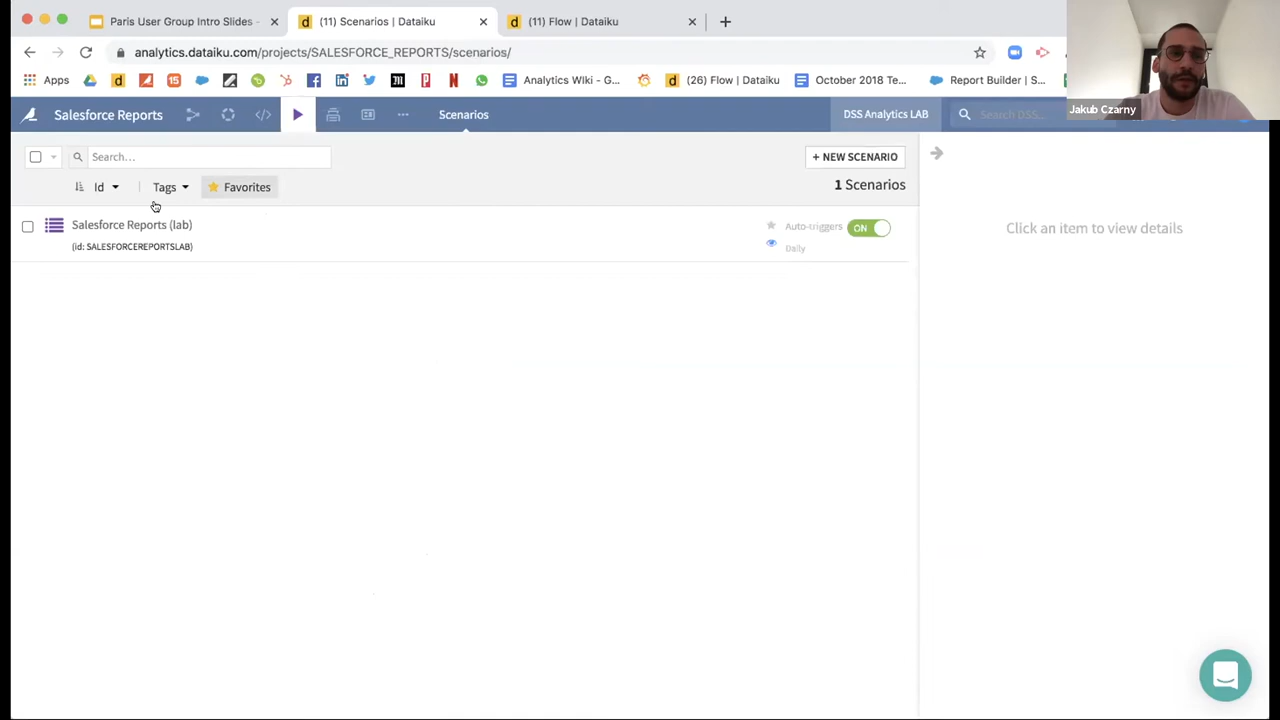 Paris User Group Intro Slides -
(11) Scenarios | Dataiku
(11) Flow | Dataiku
analytics.dataiku.com/projects/SALESFORCE_REPORTS/scenarios/
Apps
15
Analytics Wiki - G...
(26) Flow | Dataiku
October 2018 Te...
Report Builder | S...
Jakub Czarny
Salesforce Reports
Scenarios
DSS Analytics LAB
Search DSS...
Search...
+ NEW SCENARIO
Id
Tags
Favorites
1 Scenarios
Salesforce Reports (lab)
(id: SALESFORCEREPORTSLAB)
Auto-triggers
ON
Daily
Click an item to view details